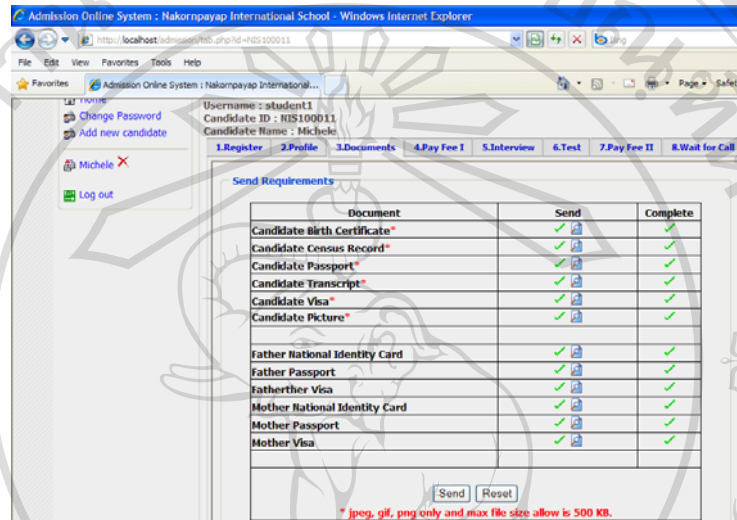 Admission Online System : Nakornpayap International School - Windows Internet Explorer
http://localhost/admission/tab.php?id=NIS100011
Bing
File Edit View Favorites Tools Help
Favorites Admission Online System : Nakornpayap International... Page Safet
Home
Change Password
Add new candidate
Michele
Log out
Username : student1
Candidate ID : NIS100011
Candidate Name : Michele
1.Register 2.Profile 3.Documents 4.Pay Fee I 5.Interview 6.Test 7.Pay Fee II 8.Wait for Call
Send Requirements
Document Send Complete
Candidate Birth Certificate*
Candidate Census Record*
Candidate Passport*
Candidate Transcript*
Candidate Visa*
Candidate Picture*
Father National Identity Card
Father Passport
Fatherther Visa
Mother National Identity Card
Mother Passport
Mother Visa
Send Reset
* jpeg, gif, png only and max file size allow is 500 KB.